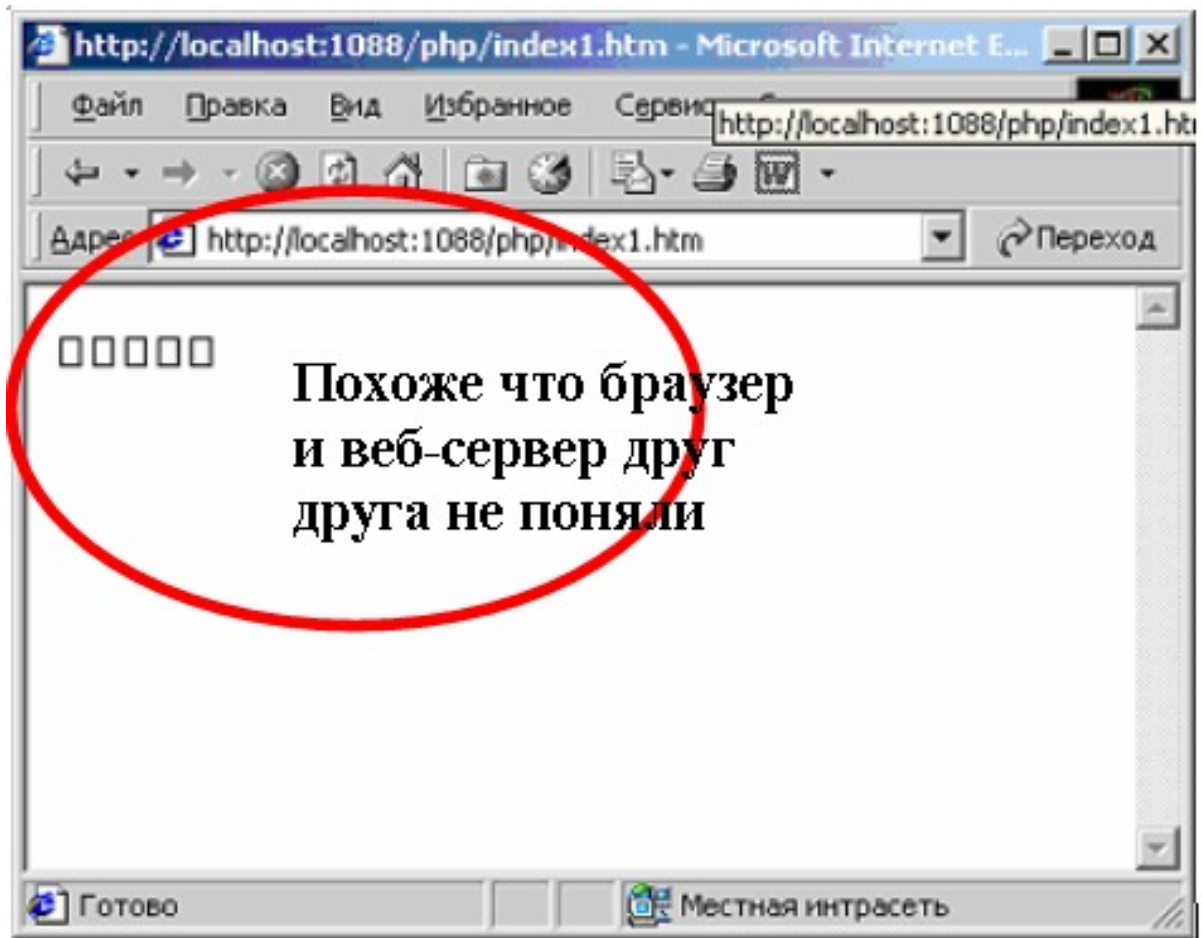 http://localhost:1088/php/index1.htm - Microsoft Internet E...
Файл Правка Вид Избранное Сервис
http://localhost:1088/php/index1.ht
Адрес http://localhost:1088/php/index1.htm Переход
□□□□□
Похоже что браузер
и веб-сервер друг
друга не поняли
Готово Местная интрасеть